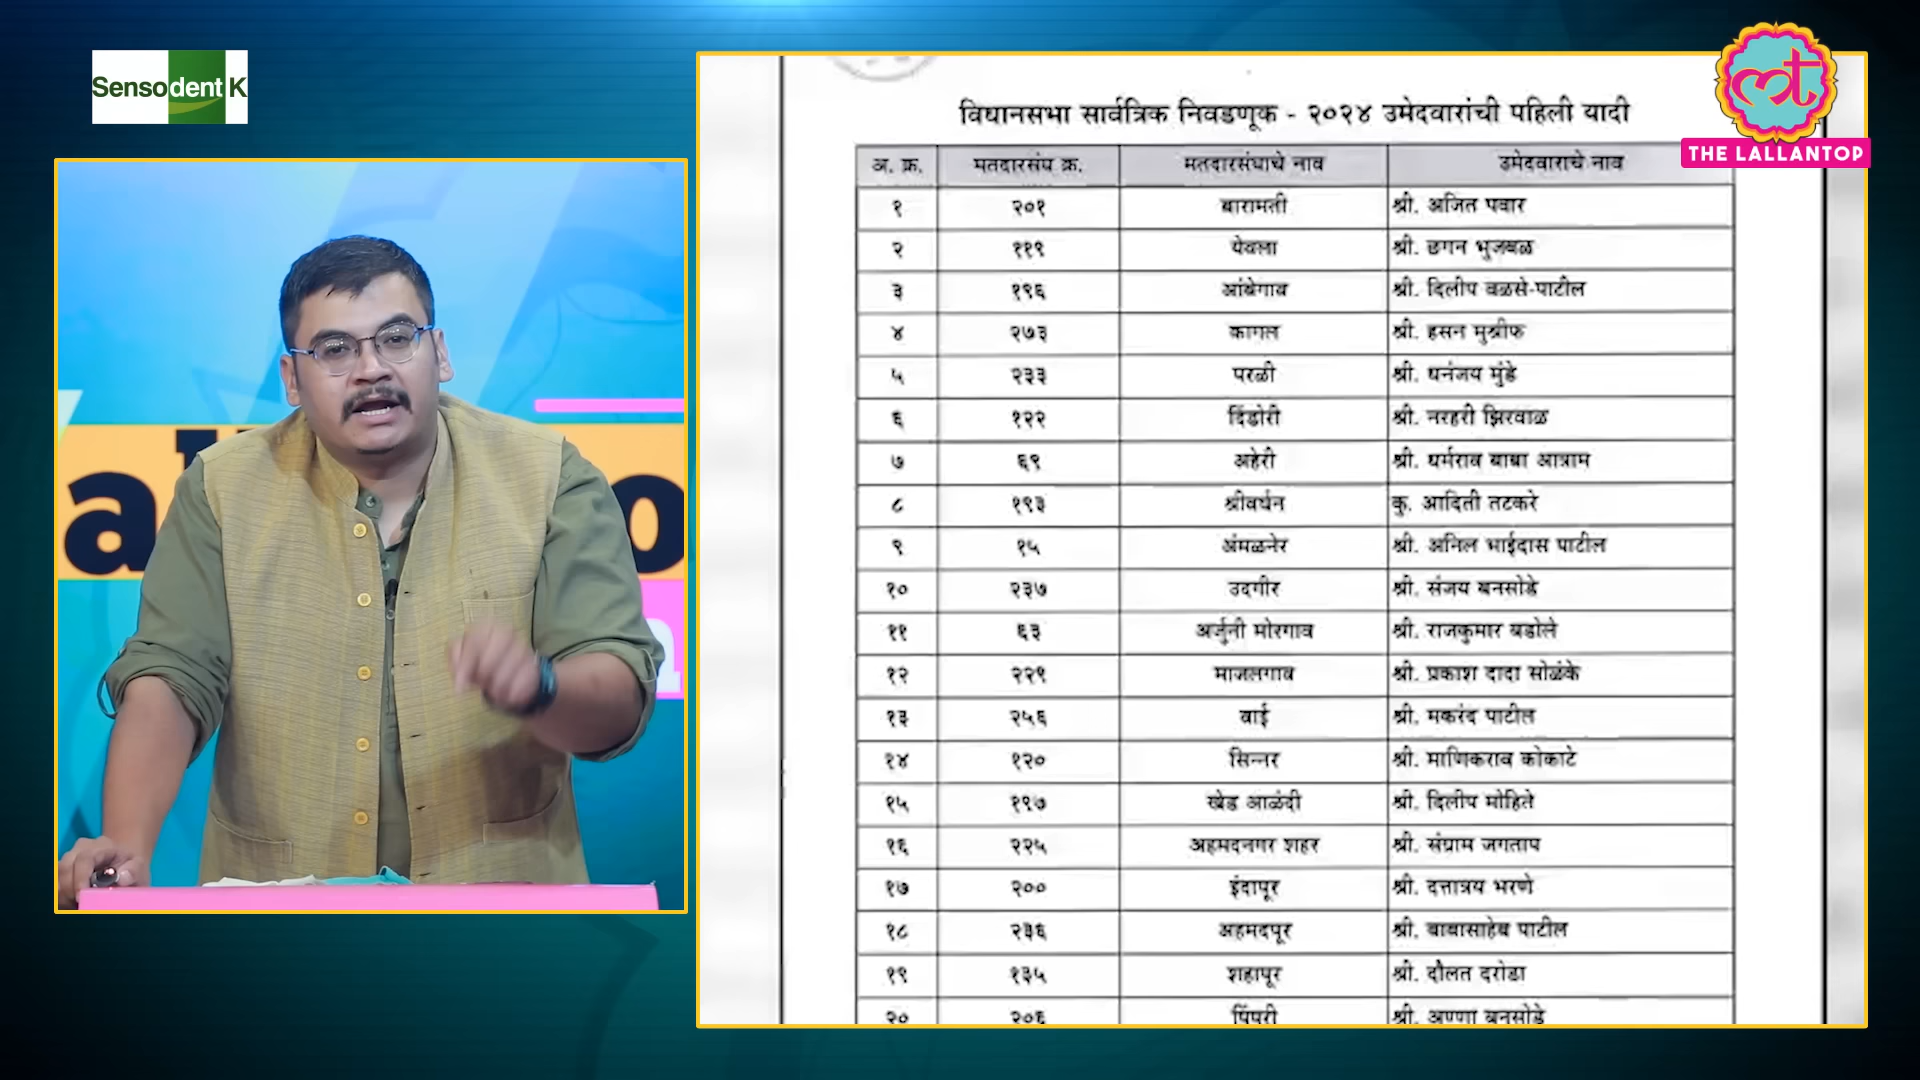 Sensodent K
THE LALLANTOP
विधानसभा सार्वत्रिक निवडणूक - २०२४ उमेदवारांची पहिली यादी
अ. क्र. मतदारसंघ क्र. मतदारसंघाचे नाव उमेदवाराचे नाव
१ २०१ बारामती श्री. अजित पवार
२ ११९ येवला श्री. छगन भुजबळ
३ १९६ आंबेगाव श्री. दिलीप वळसे-पाटील
४ २७३ कागल श्री. हसन मुश्रीफ
५ २३३ परळी श्री. धनंजय मुंडे
६ १२२ दिंडोरी श्री. नरहरी झिरवाळ
७ ६९ अहेरी श्री. धर्मराव बाबा आत्राम
८ १९३ श्रीवर्धन कु. आदिती तटकरे
९ १५ अंमळनेर श्री. अनिल भाईदास पाटील
१० २३७ उदगीर श्री. संजय बनसोडे
११ ६३ अर्जुनी मोरगाव श्री. राजकुमार बडोले
१२ २२९ माजलगाव श्री. प्रकाश दादा सोळंके
१३ २५६ वाई श्री. मकरंद पाटील
१४ १२० सिन्नर श्री. माणिकराव कोकाटे
१५ १९७ खेड आळंदी श्री. दिलीप मोहिते
१६ २२५ अहमदनगर शहर श्री. संग्राम जगताप
१७ २०० इंदापूर श्री. दत्तात्रय भरणे
१८ २३६ अहमदपूर श्री. बाबासाहेब पाटील
१९ १३५ शहापूर श्री. दौलत दरोडा
२० २०६ पिंपरी श्री. अण्णा बनसोडे